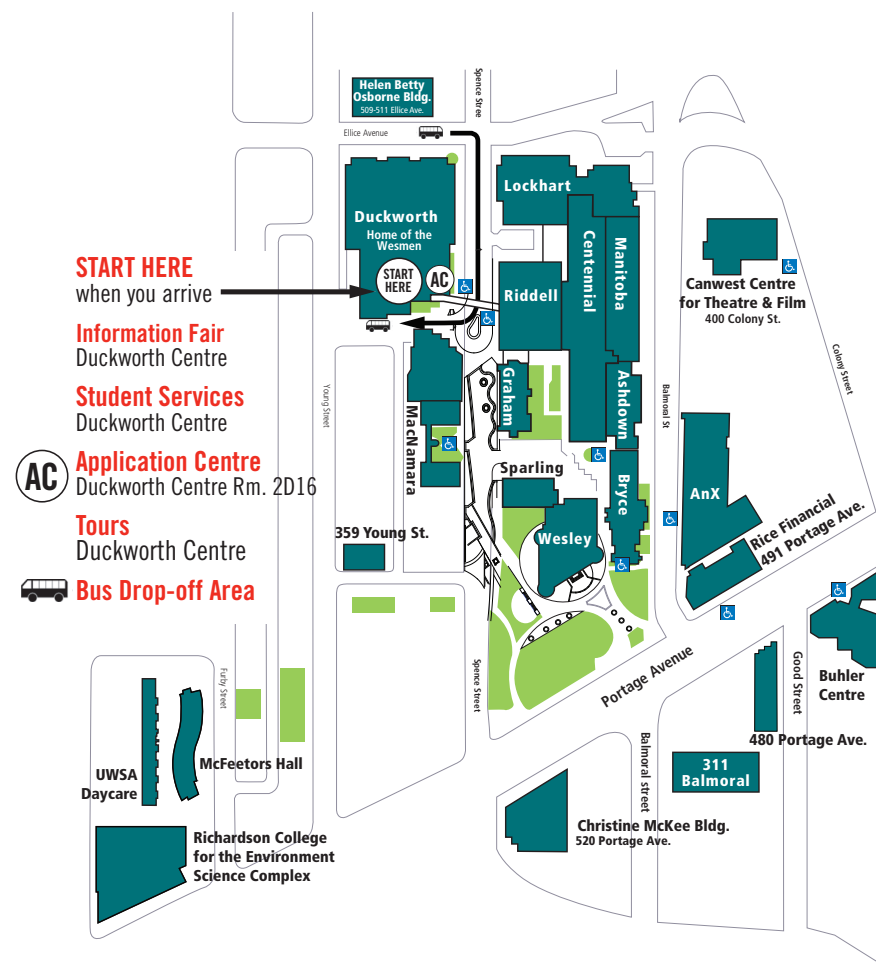 Helen Betty
Osborne Bldg.
509-511 Ellice Ave.
Spence Stree
Ellice Avenue
Lockhart
Duckworth
Home of the
Wesmen
START
HERE
AC
START HERE
when you arrive
Information Fair
Duckworth Centre
Student Services
Duckworth Centre
AC
Application Centre
Duckworth Centre Rm. 2D16
Tours
Duckworth Centre
Bus Drop-off Area
Riddell
Centennial
Manitoba
Canwest Centre
for Theatre & Film
400 Colony St.
Colony Street
Young Street
MacNamara
Graham
Ashdown
Balmoral St
Sparling
Bryce
Wesley
AnX
Rice Financial
491 Portage Ave.
359 Young St.
Portage Avenue
Good Street
Buhler
Centre
Spence Street
Furby Street
480 Portage Ave.
311
Balmoral
Balmoral street
UWSA
Daycare
McFeetors Hall
Christine McKee Bldg.
520 Portage Ave.
Richardson College
for the Environment
Science Complex